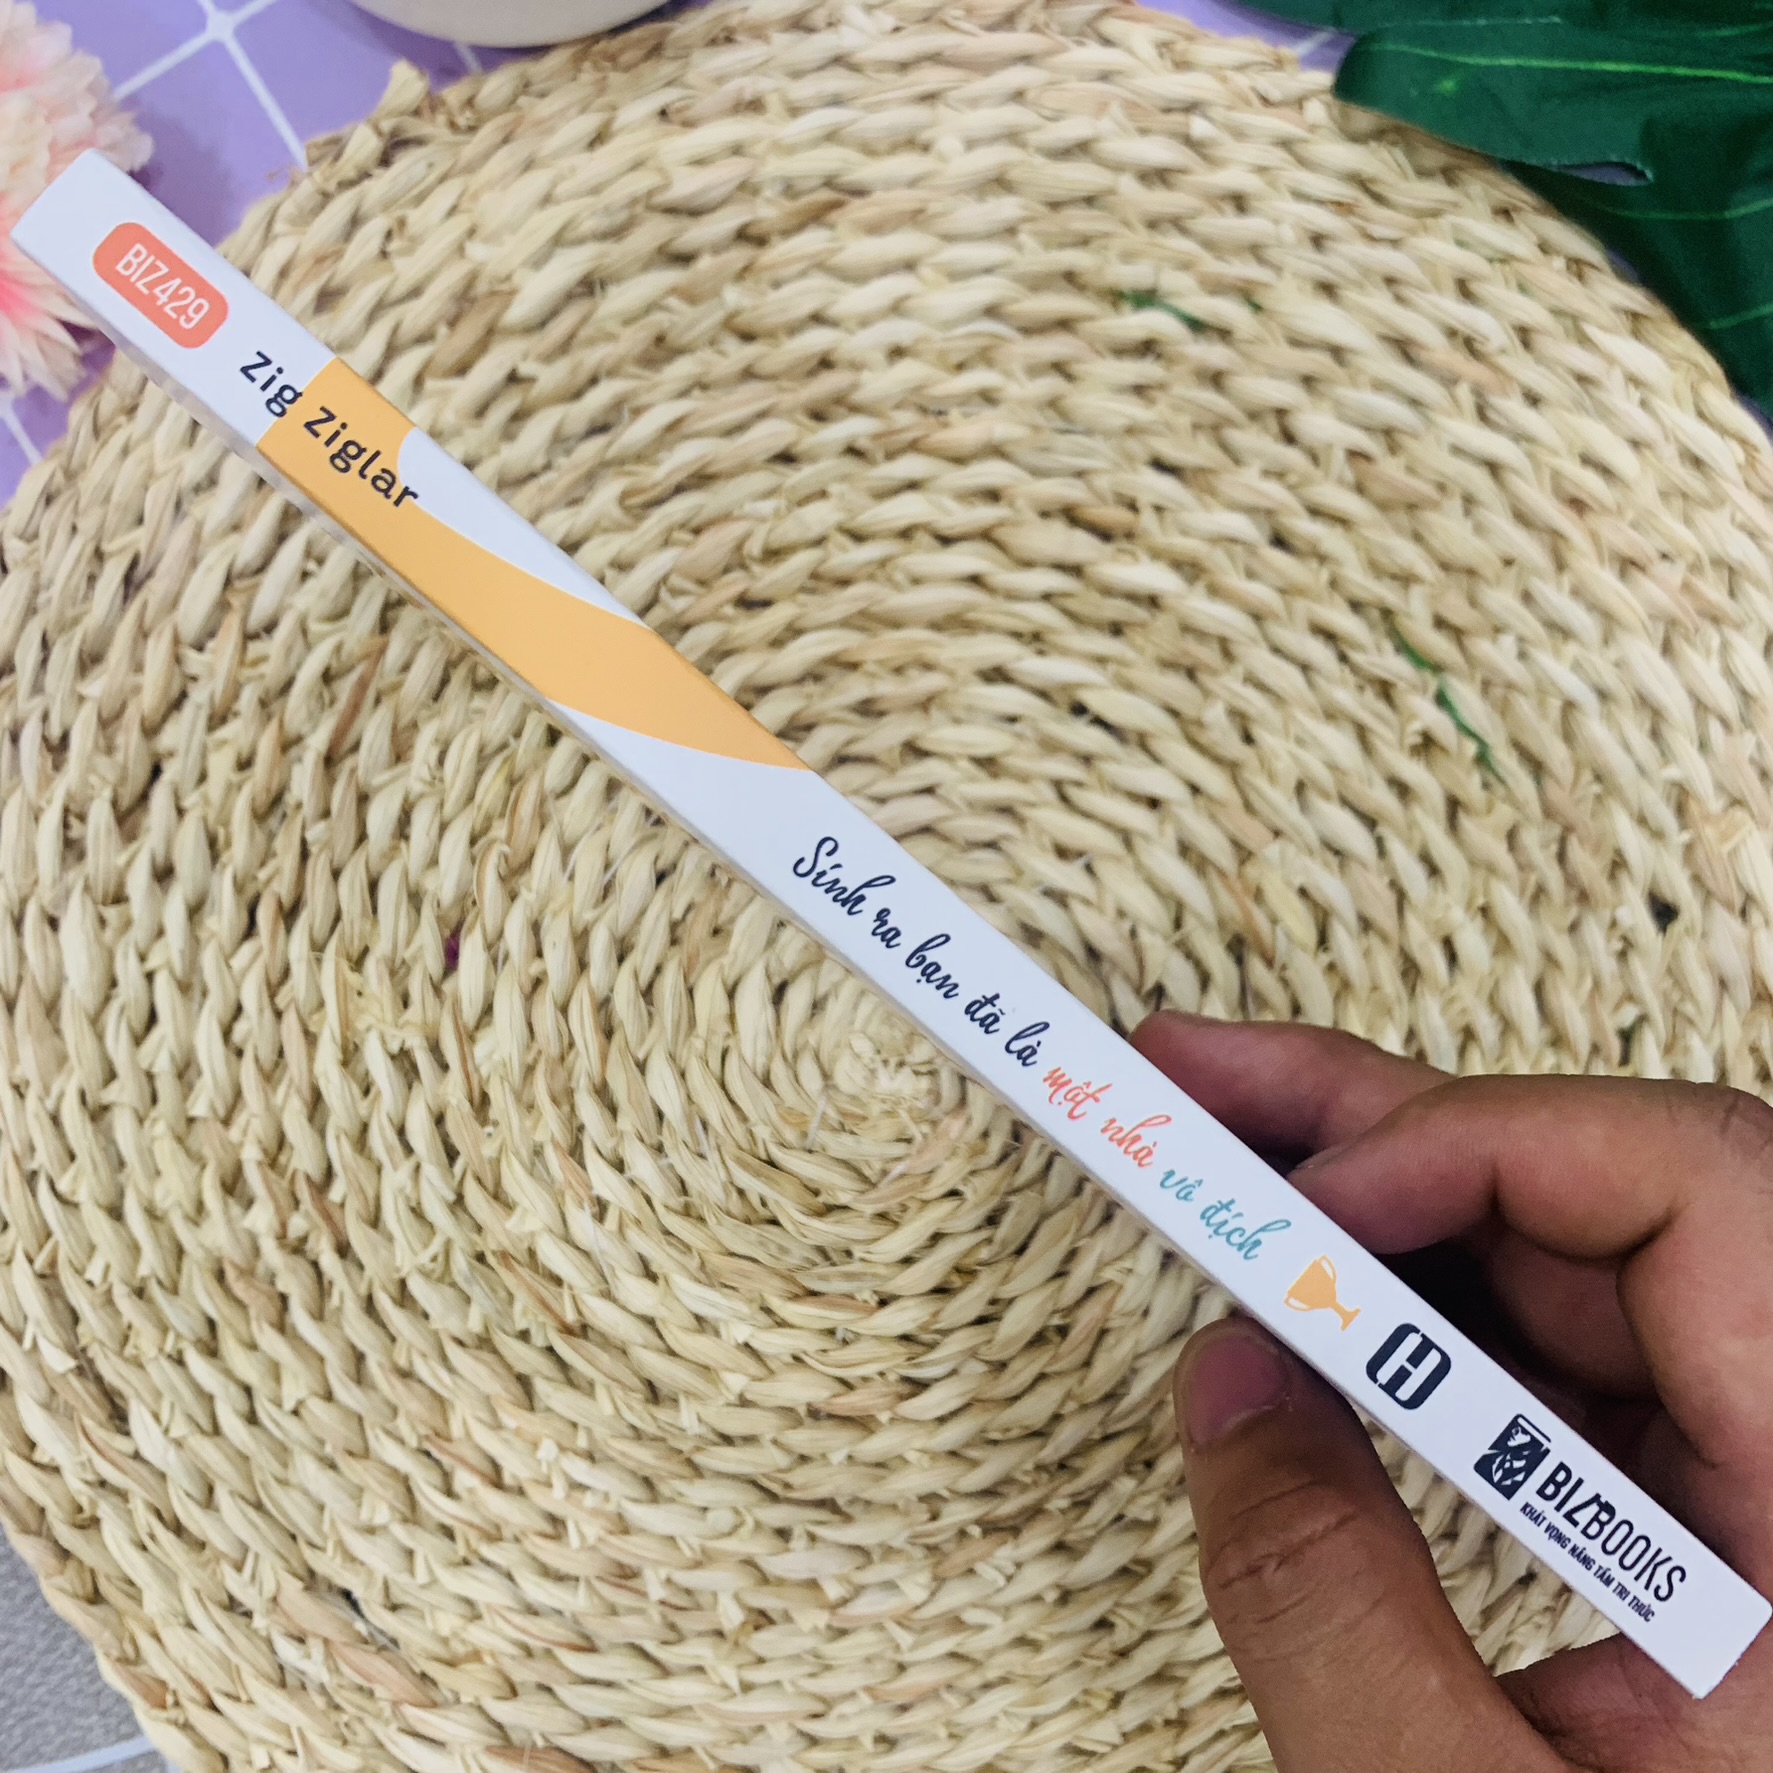 BIZ429
zig ziglar
Sinh ra bạn đã là một nhà vô địch
BIZBOOKS
KHÁT VỌNG NÂNG TẦM TRI THỨC